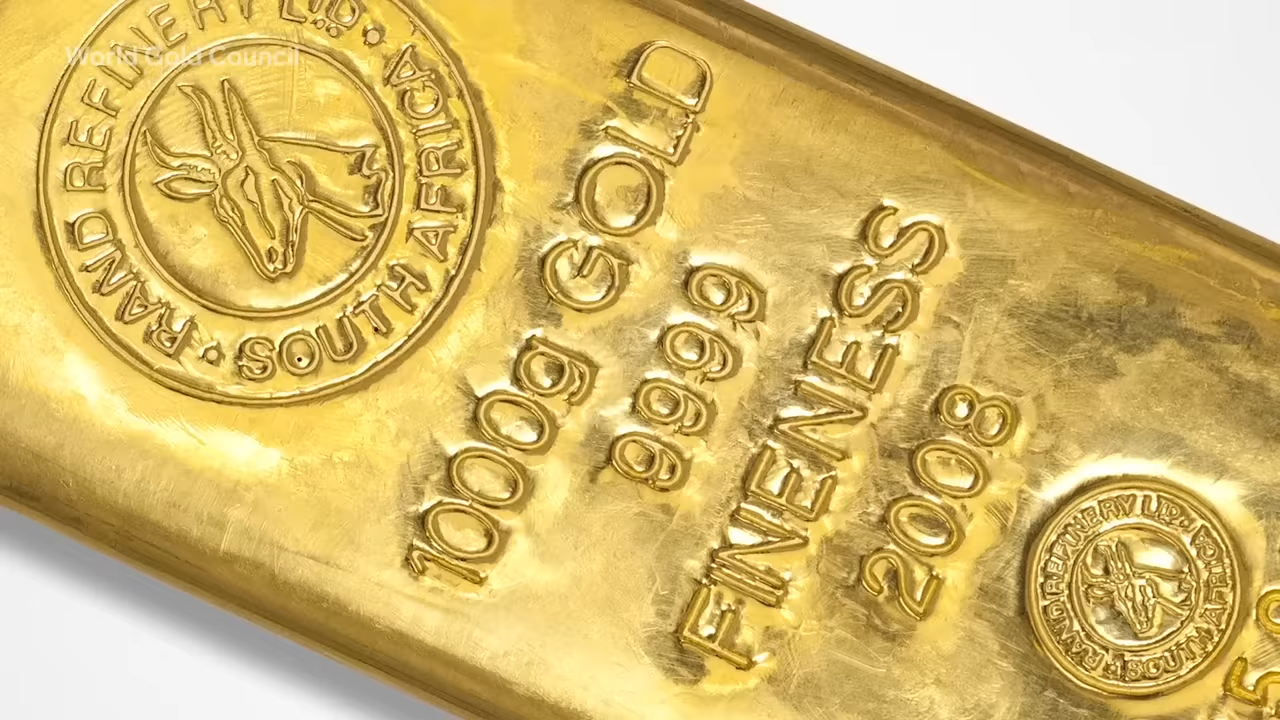 World Gold Council
RAND REFINERY LTD.
SOUTH AFRICA
1000g GOLD
9999
FINENESS
2008
RAND REFINERY LTD.
SOUTH AFRICA